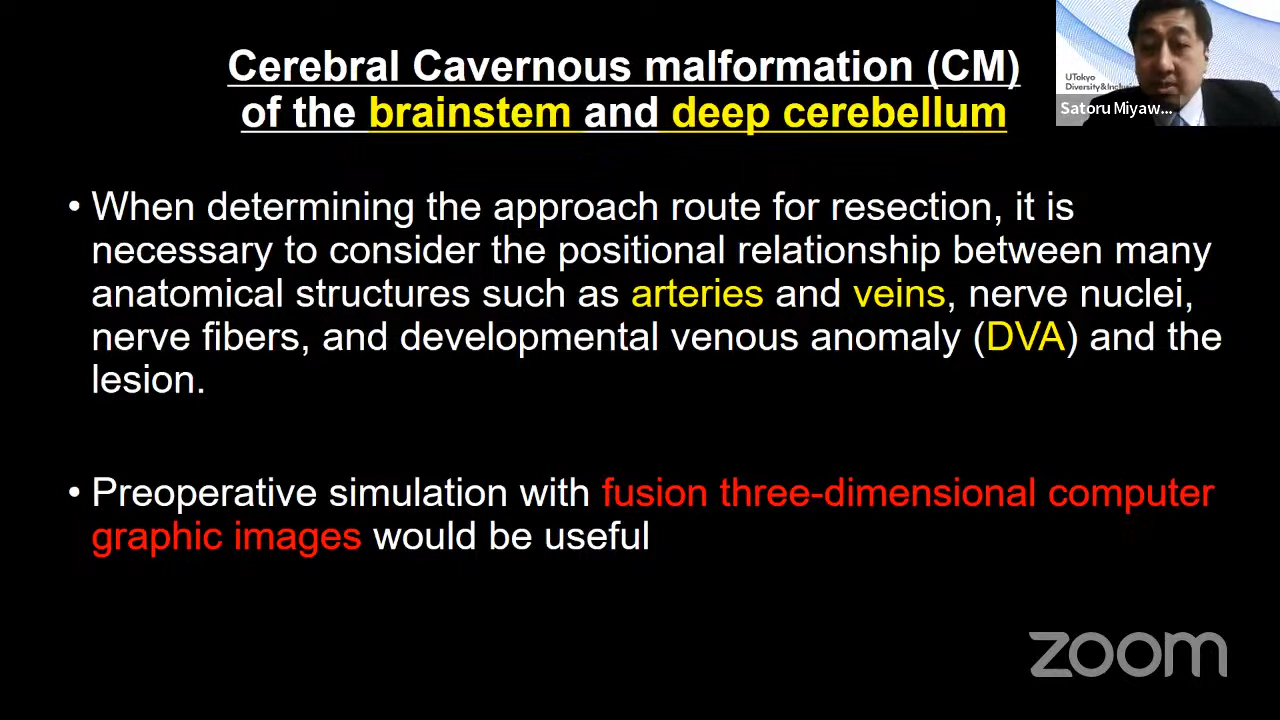 Cerebral Cavernous malformation (CM)
of the brainstem and deep cerebellum
UTokyo
Diversity&Inclu
Satoru Miyaw...
• When determining the approach route for resection, it is
necessary to consider the positional relationship between many
anatomical structures such as arteries and veins, nerve nuclei,
nerve fibers, and developmental venous anomaly (DVA) and the
lesion.
• Preoperative simulation with fusion three-dimensional computer
graphic images would be useful
zoom